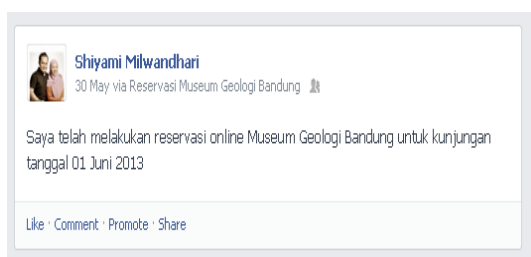 Shiyami Milwandhari
30 May via Reservasi Museum Geologi Bandung
Saya telah melakukan reservasi online Museum Geologi Bandung untuk kunjungan
tanggal 01 Juni 2013
Like · Comment · Promote · Share